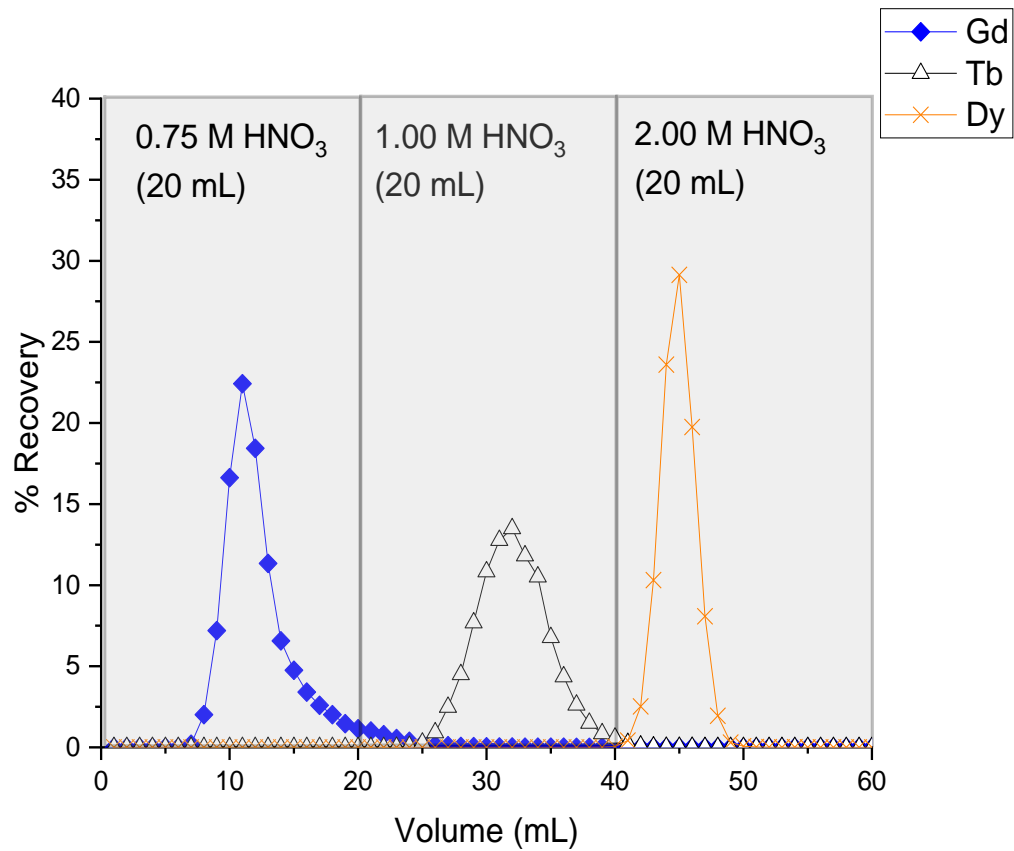 Gd
Tb
Dy
0.75 M HNO₃
(20 mL)
1.00 M HNO₃
(20 mL)
2.00 M HNO₃
(20 mL)
40
35
30
25
20
15
10
5
0
% Recovery
0 10 20 30 40 50 60
Volume (mL)